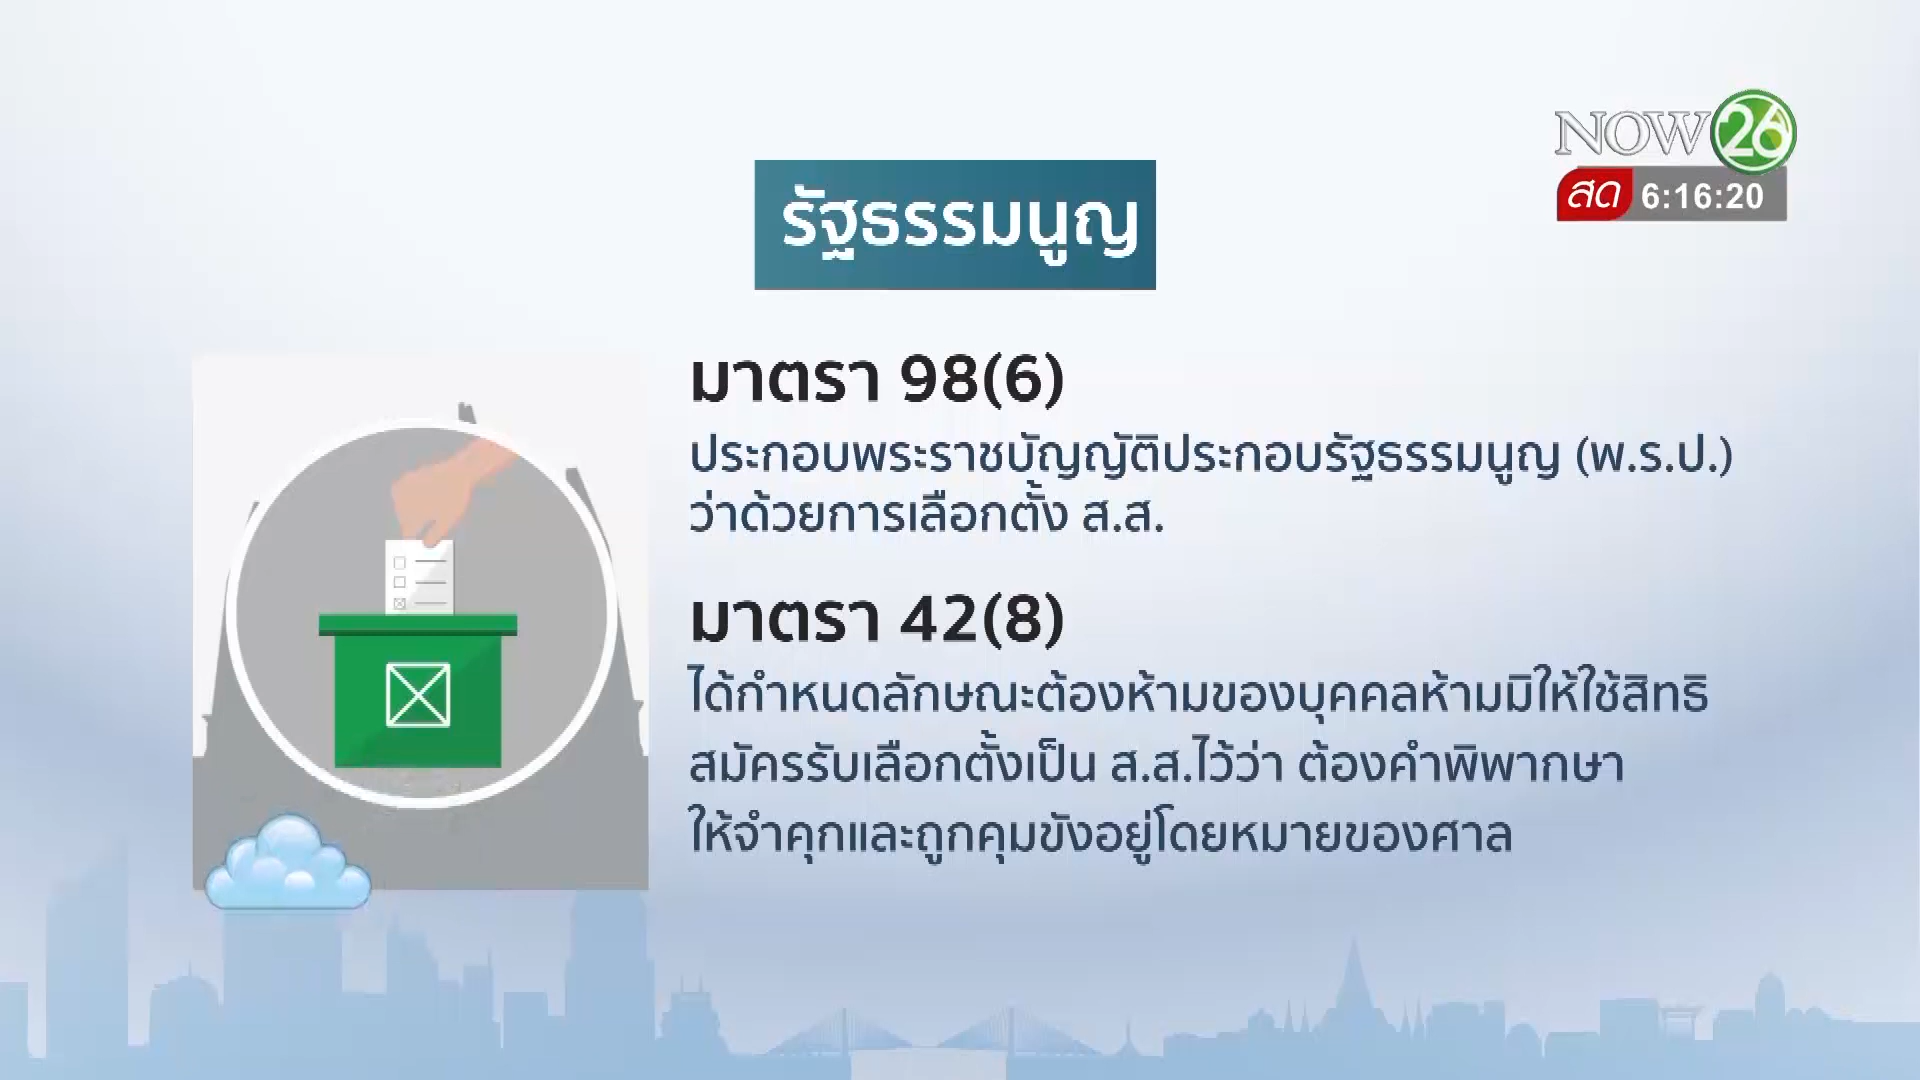 NOW26
สด 6:16:20
รัฐธรรมนูญ
มาตรา 98(6)
ประกอบพระราชบัญญัติประกอบรัฐธรรมนูญ (พ.ร.ป.)
ว่าด้วยการเลือกตั้ง ส.ส.
มาตรา 42(8)
ได้กำหนดลักษณะต้องห้ามของบุคคลห้ามมิให้ใช้สิทธิ
สมัครรับเลือกตั้งเป็น ส.ส.ไว้ว่า ต้องคำพิพากษา
ให้จำคุกและถูกคุมขังอยู่โดยหมายของศาล